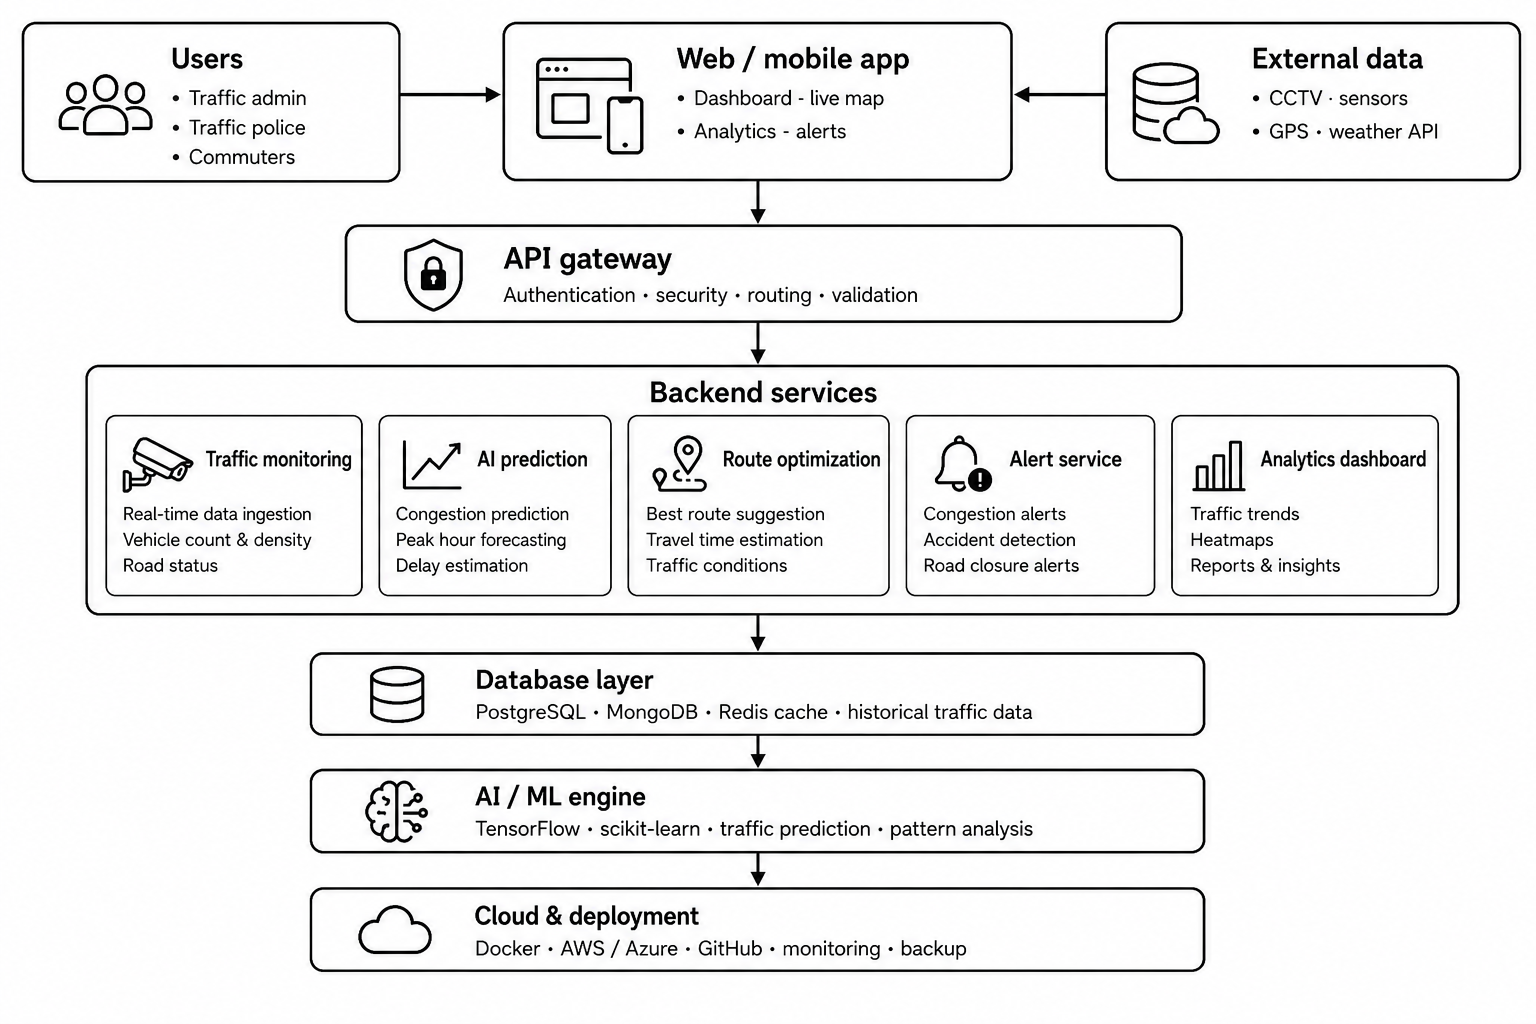 Users
• Traffic admin
• Traffic police
• Commuters
Web / mobile app
• Dashboard - live map
• Analytics - alerts
External data
• CCTV · sensors
• GPS · weather API
API gateway
Authentication · security · routing · validation
Backend services
Traffic monitoring
Real-time data ingestion
Vehicle count & density
Road status
AI prediction
Congestion prediction
Peak hour forecasting
Delay estimation
Route optimization
Best route suggestion
Travel time estimation
Traffic conditions
Alert service
Congestion alerts
Accident detection
Road closure alerts
Analytics dashboard
Traffic trends
Heatmaps
Reports & insights
Database layer
PostgreSQL · MongoDB · Redis cache · historical traffic data
AI / ML engine
TensorFlow · scikit-learn · traffic prediction · pattern analysis
Cloud & deployment
Docker · AWS / Azure · GitHub · monitoring · backup